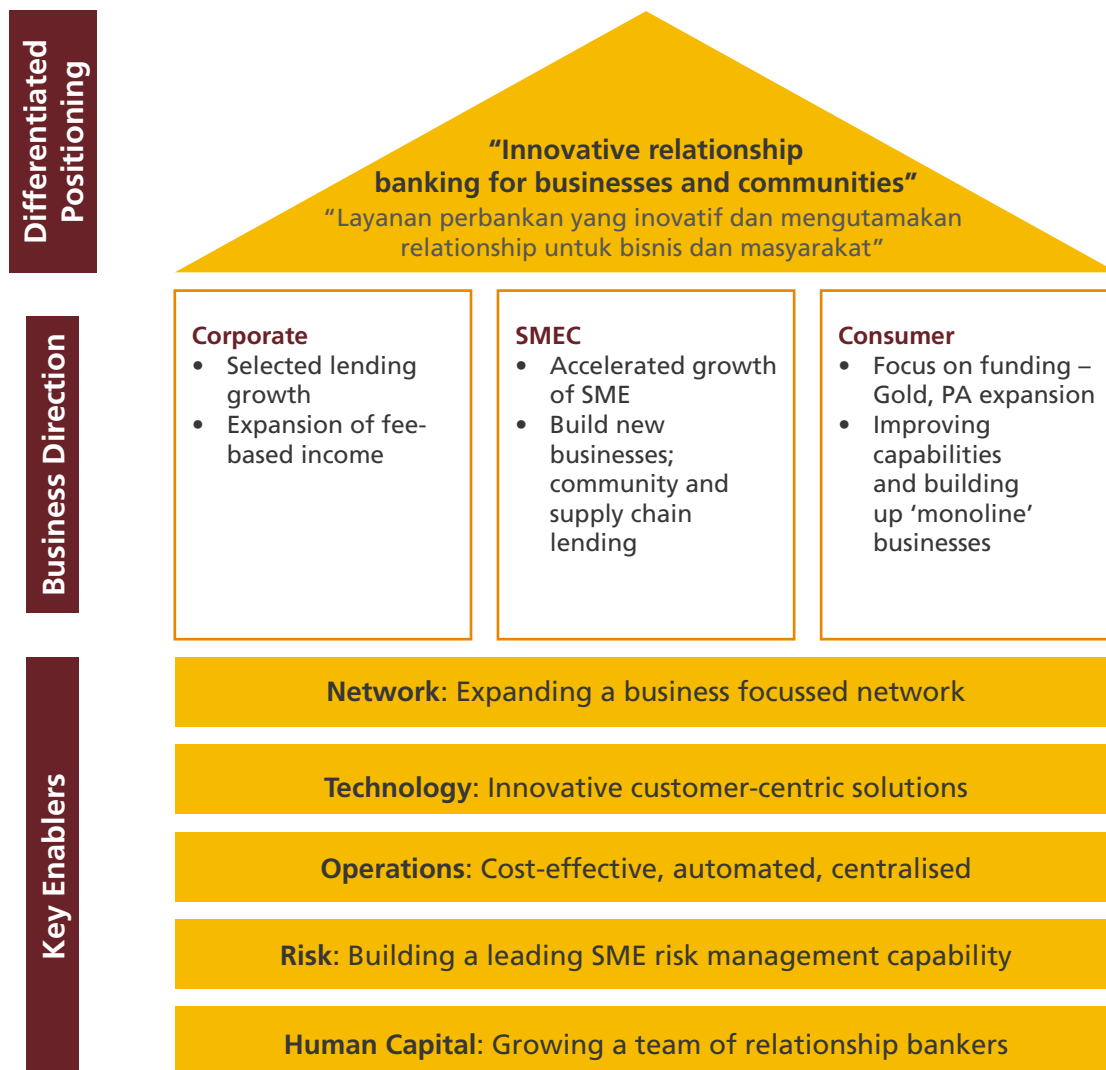 Differentiated
Positioning
“Innovative relationship
banking for businesses and communities”
“Layanan perbankan yang inovatif dan mengutamakan
relationship untuk bisnis dan masyarakat”
Business Direction
Corporate
• Selected lending
growth
• Expansion of fee-
based income
SMEC
• Accelerated growth
of SME
• Build new
businesses;
community and
supply chain
lending
Consumer
• Focus on funding –
Gold, PA expansion
• Improving
capabilities
and building
up ‘monoline’
businesses
Key Enablers
Network: Expanding a business focussed network
Technology: Innovative customer-centric solutions
Operations: Cost-effective, automated, centralised
Risk: Building a leading SME risk management capability
Human Capital: Growing a team of relationship bankers